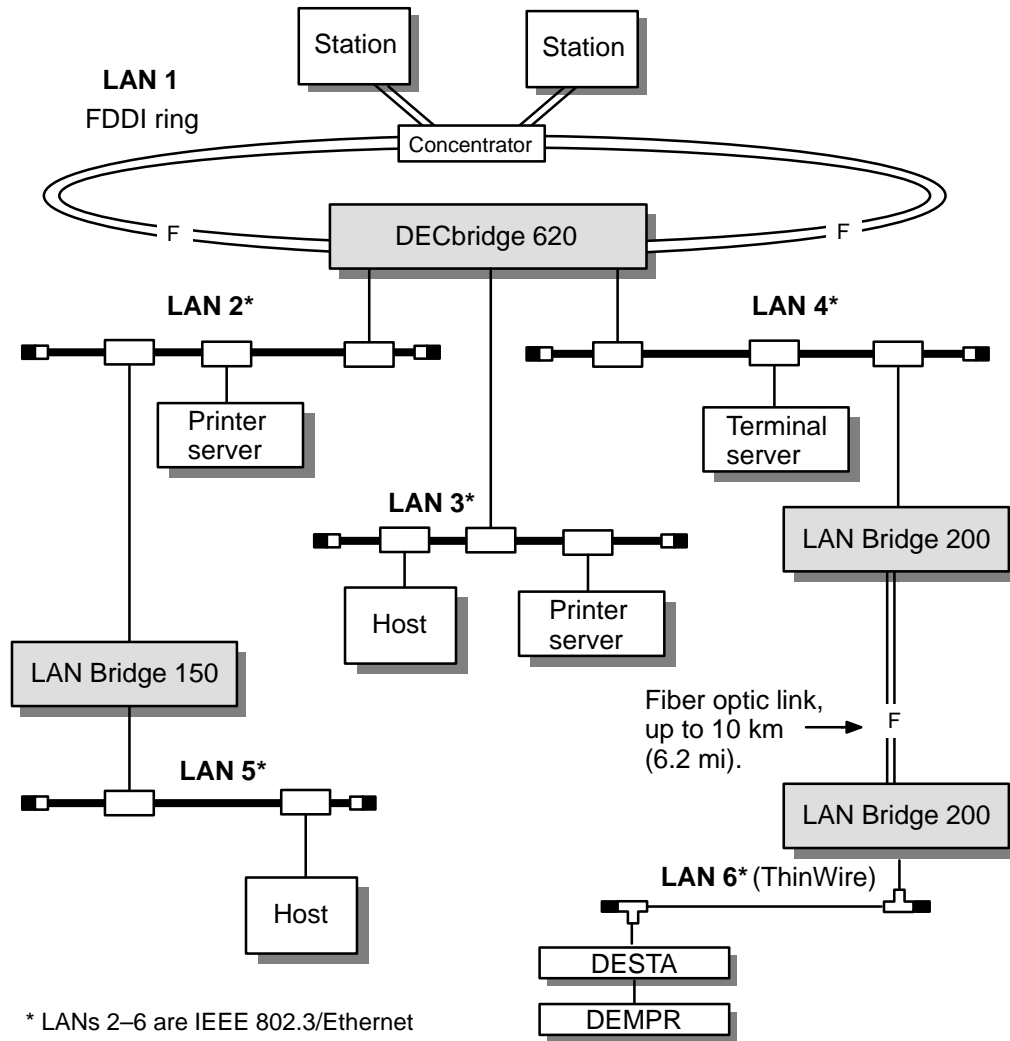 Station
Station
LAN 1
FDDI ring
Concentrator
F
DECbridge 620
F
LAN 2*
LAN 4*
Printer
server
Terminal
server
LAN 3*
LAN Bridge 200
Host
Printer
server
LAN Bridge 150
Fiber optic link,
up to 10 km
(6.2 mi).
F
LAN 5*
LAN Bridge 200
LAN 6* (ThinWire)
Host
DESTA
DEMPR
* LANs 2–6 are IEEE 802.3/Ethernet